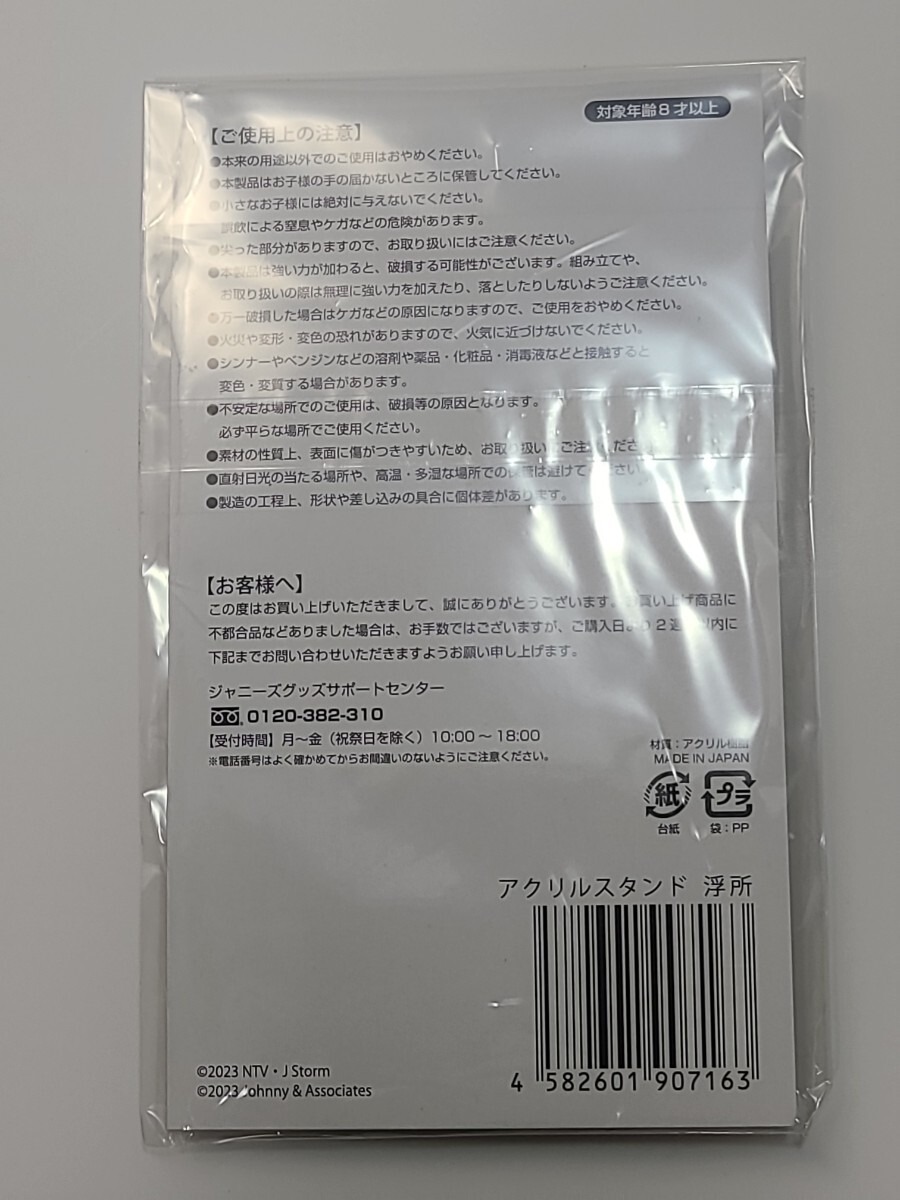 対象年齢8才以上
【ご使用上の注意】
●本来の用途以外でのご使用はおやめください。
●本製品はお子様の手の届かないところに保管してください。
●小さなお子様には絶対に与えないでください。
誤飲による窒息やケガなどの危険があります。
●尖った部分がありますので、お取り扱いにはご注意ください。
●本製品は強い力が加わると、破損する可能性がございます。組み立てや、
お取り扱いの際は無理に強い力を加えたり、落としたりしないようご注意ください。
●万一破損した場合はケガなどの原因になりますので、ご使用をおやめください。
●火災や変形・変色の恐れがありますので、火気に近づけないでください。
●シンナーやベンジンなどの溶剤や薬品・化粧品・消毒液などと接触すると
変色・変質する場合があります。
●不安定な場所でのご使用は、破損等の原因となります。
必ず平らな場所でご使用ください。
●素材の性質上、表面に傷がつきやすいため、お取り扱いにご注意ください
●直射日光の当たる場所や、高温・多湿な場所での保管は避けてください
●製造の工程上、形状や差し込みの具合に個体差があります。
【お客様へ】
この度はお買い上げいただきまして、誠にありがとうございます。お買い上げ商品に
不都合品などありました場合は、お手数ではございますが、ご購入日より2週間以内に
下記までお問い合わせいただきますようお願い申し上げます。
ジャニーズグッズサポートセンター
0120-382-310
【受付時間】月〜金（祝祭日を除く）10:00〜18:00
※電話番号はよく確かめてからお間違いのないようにご注意ください。
材質：アクリル樹脂
MADE IN JAPAN
紙 プラ
台紙 袋：PP
アクリルスタンド 浮所
4 582601 907163
©2023 NTV・J Storm
©2023 Johnny & Associates